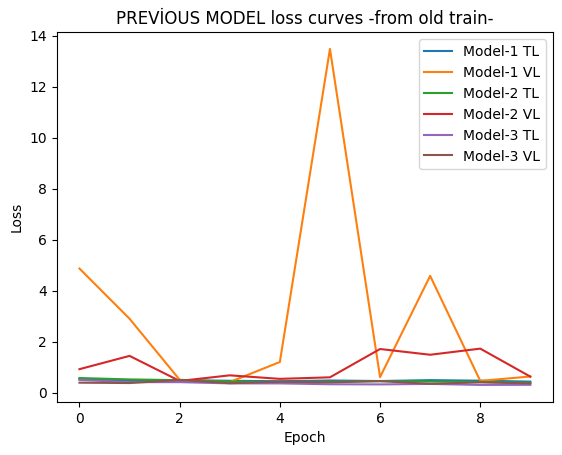 PREVİOUS MODEL loss curves -from old train-
14
12
10
8
6
4
2
0
Loss
0 2 4 6 8
Epoch
Model-1 TL
Model-1 VL
Model-2 TL
Model-2 VL
Model-3 TL
Model-3 VL